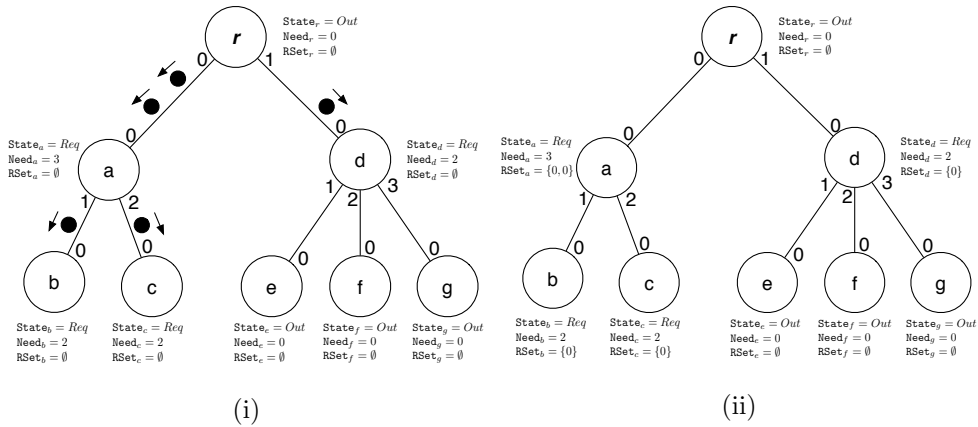 State_r = Out
Need_r = 0
RSet_r = ∅
r
0 1
0
0
State_a = Req
Need_a = 3
RSet_a = ∅
a
1 2
State_d = Req
Need_d = 2
RSet_d = ∅
d
1 2 3
0
0
0
0
0
b
c
e
f
g
State_b = Req
Need_b = 2
RSet_b = ∅
State_c = Req
Need_c = 2
RSet_c = ∅
State_e = Out
Need_e = 0
RSet_e = ∅
State_f = Out
Need_f = 0
RSet_f = ∅
State_g = Out
Need_g = 0
RSet_g = ∅
(i)
State_r = Out
Need_r = 0
RSet_r = ∅
r
0 1
0
0
State_a = Req
Need_a = 3
RSet_a = {0, 0}
a
1 2
State_d = Req
Need_d = 2
RSet_d = {0}
d
1 2 3
0
0
0
0
0
b
c
e
f
g
State_b = Req
Need_b = 2
RSet_b = {0}
State_c = Req
Need_c = 2
RSet_c = {0}
State_e = Out
Need_e = 0
RSet_e = ∅
State_f = Out
Need_f = 0
RSet_f = ∅
State_g = Out
Need_g = 0
RSet_g = ∅
(ii)